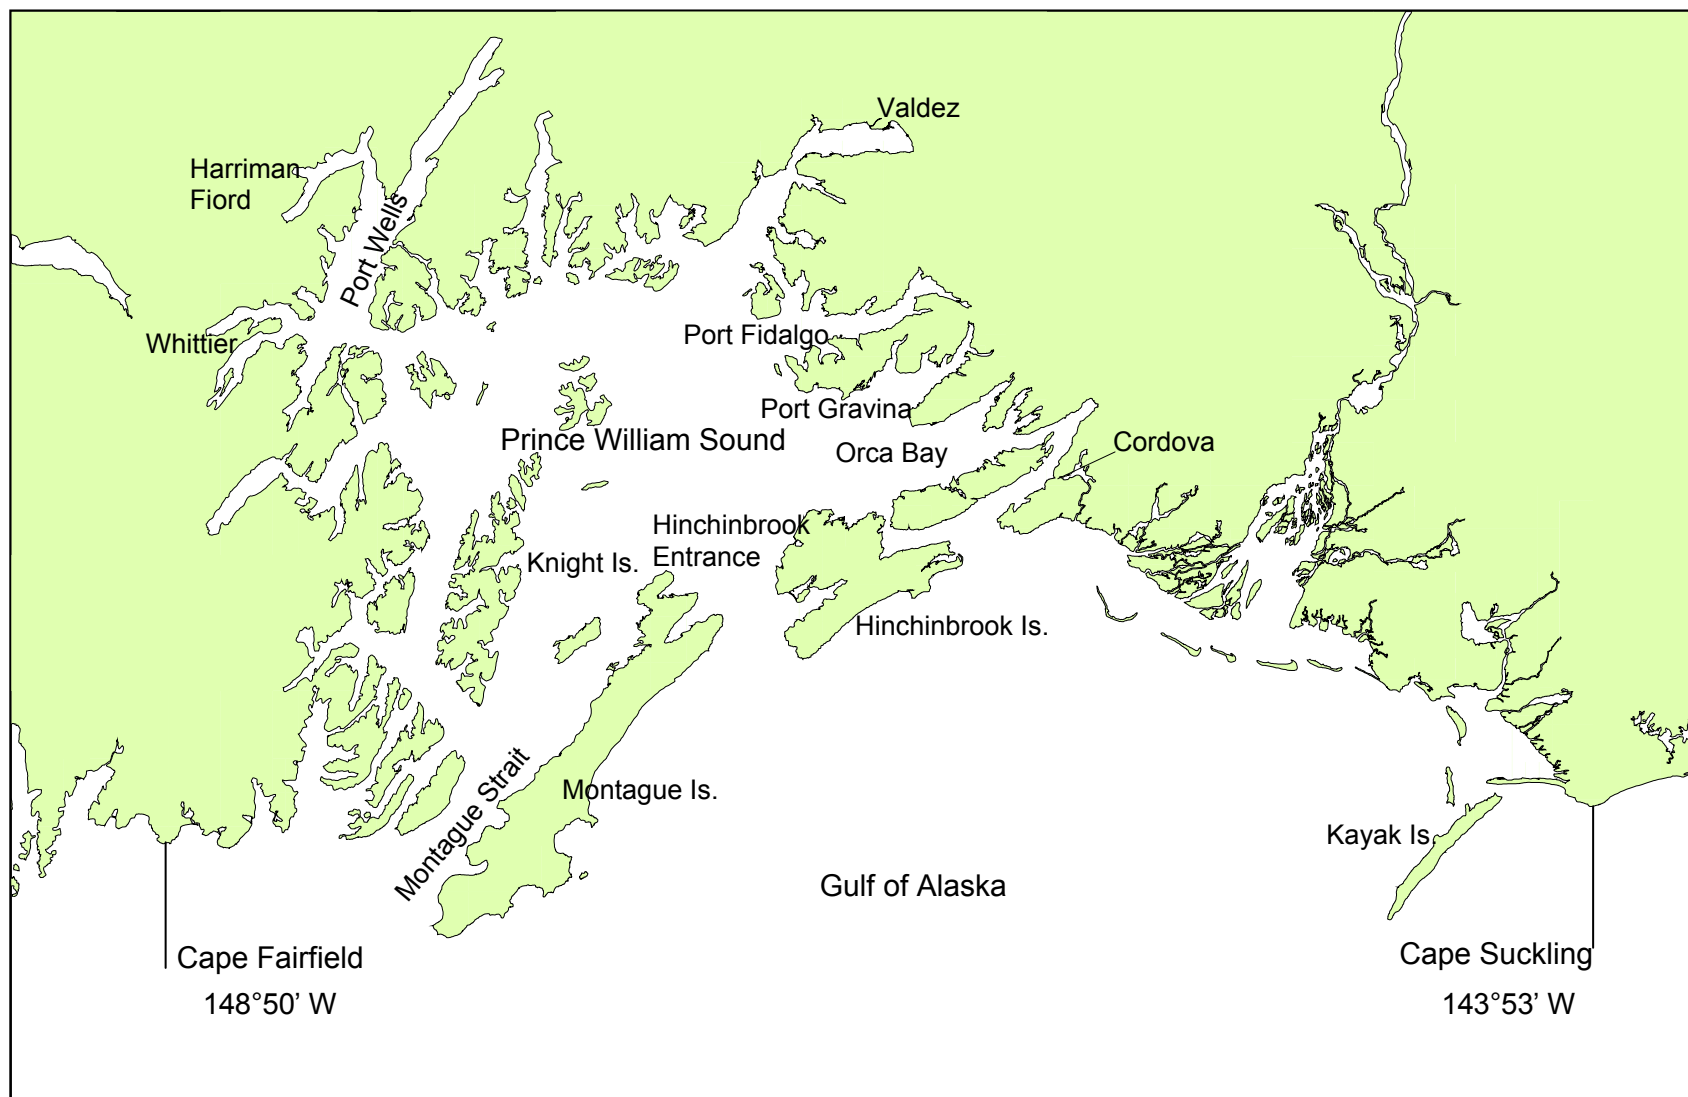 Valdez
Harriman
Fiord
Port Wells
Whittier
Port Fidalgo
Port Gravina
Prince William Sound
Orca Bay
Cordova
Hinchinbrook
Entrance
Knight Is.
Hinchinbrook Is.
Montague Strait
Montague Is.
Kayak Is.
Gulf of Alaska
Cape Fairfield
148°50’ W
Cape Suckling
143°53’ W